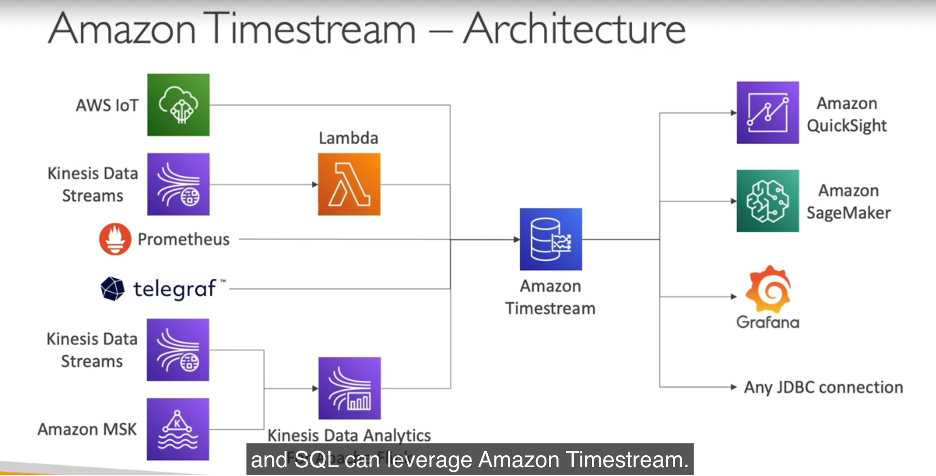 Amazon Timestream – Architecture
AWS IoT
Kinesis Data
Streams
Lambda
Prometheus
telegraf™
Kinesis Data
Streams
Amazon MSK
Kinesis Data Analytics
Amazon
Timestream
Amazon
QuickSight
Amazon
SageMaker
Grafana
Any JDBC connection
and SQL can leverage Amazon Timestream.